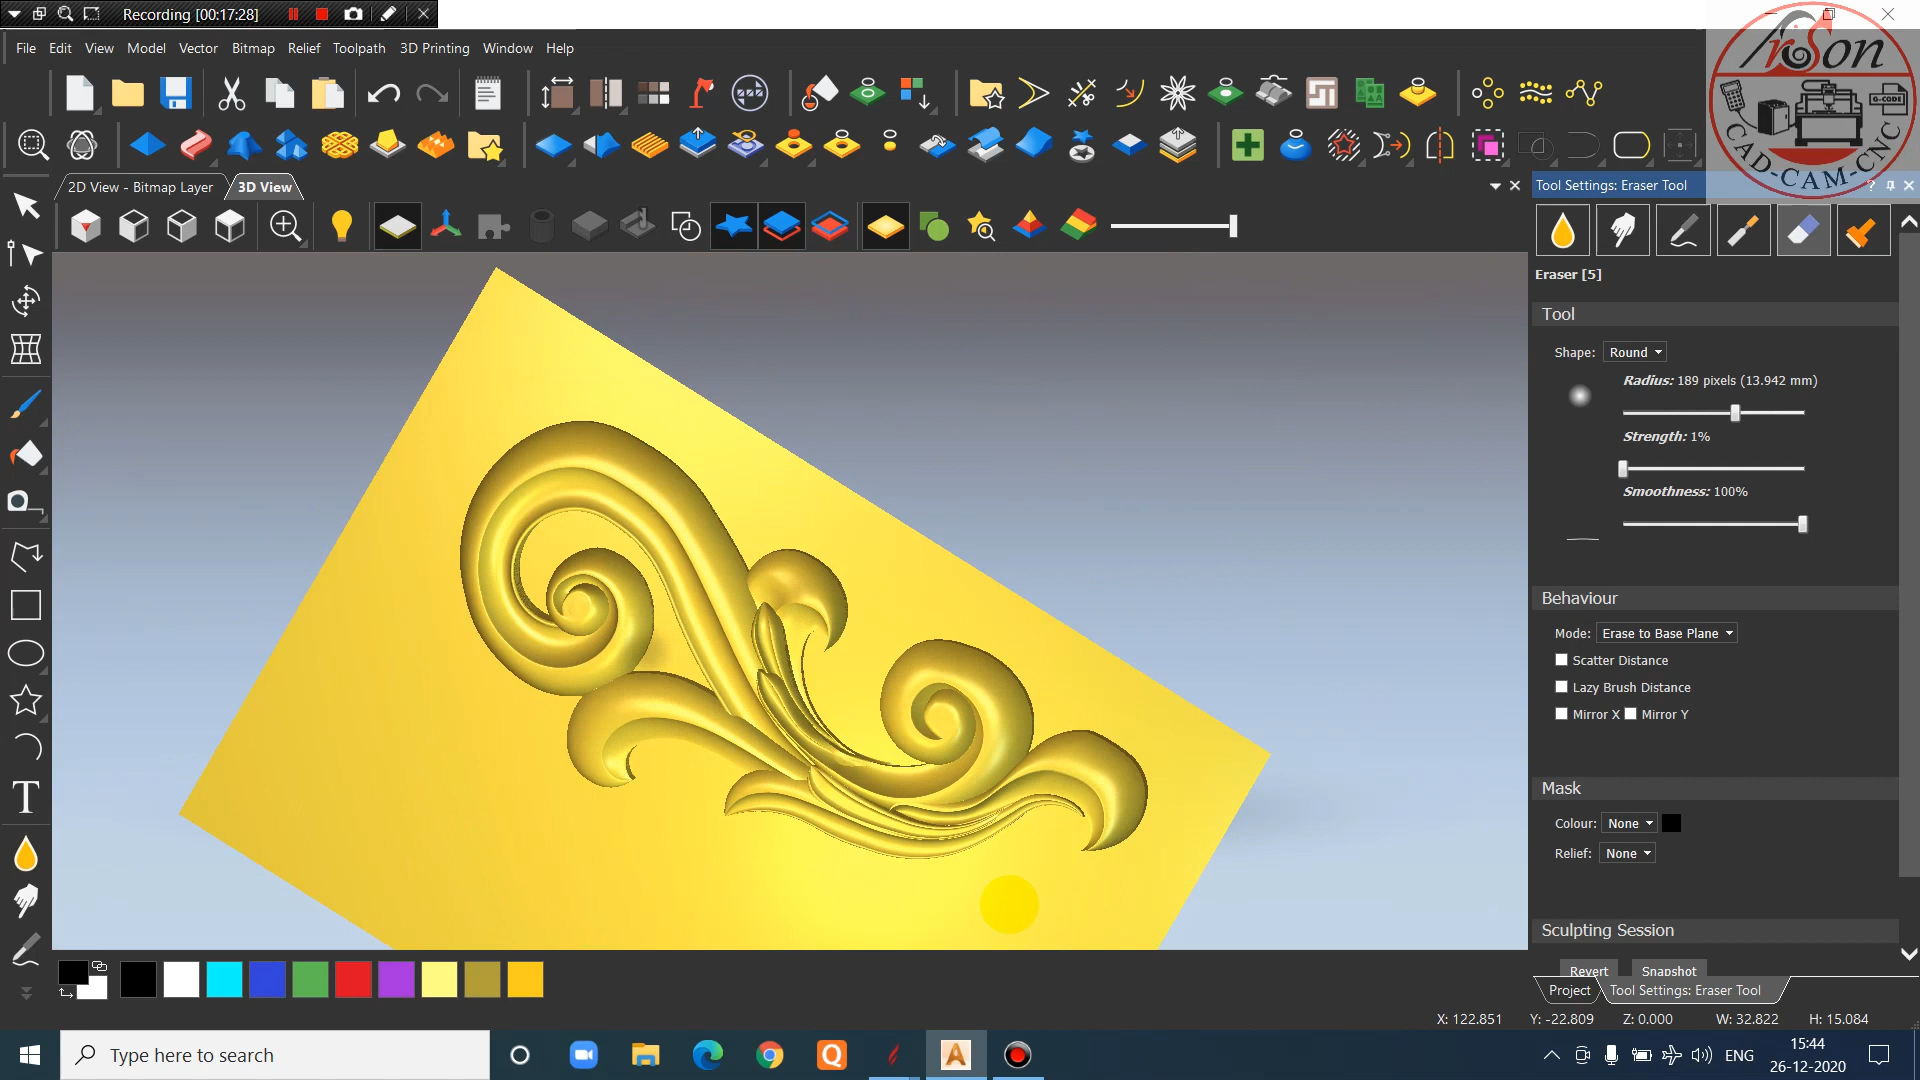 Recording [00:17:28]
File Edit View Model Vector Bitmap Relief Toolpath 3D Printing Window Help
ArSon
G-CODE
CAD-CAM-CNC
2D View - Bitmap Layer
3D View
Tool Settings: Eraser Tool
Eraser [5]
Tool
Shape: Round
Radius: 189 pixels (13.942 mm)
Strength: 1%
Smoothness: 100%
Behaviour
Mode: Erase to Base Plane
Scatter Distance
Lazy Brush Distance
Mirror X Mirror Y
Mask
Colour: None
Relief: None
Sculpting Session
Revert Snapshot
Project Tool Settings: Eraser Tool
X: 122.851 Y: -22.809 Z: 0.000 W: 32.822 H: 15.084
Type here to search
ENG
15:44
26-12-2020